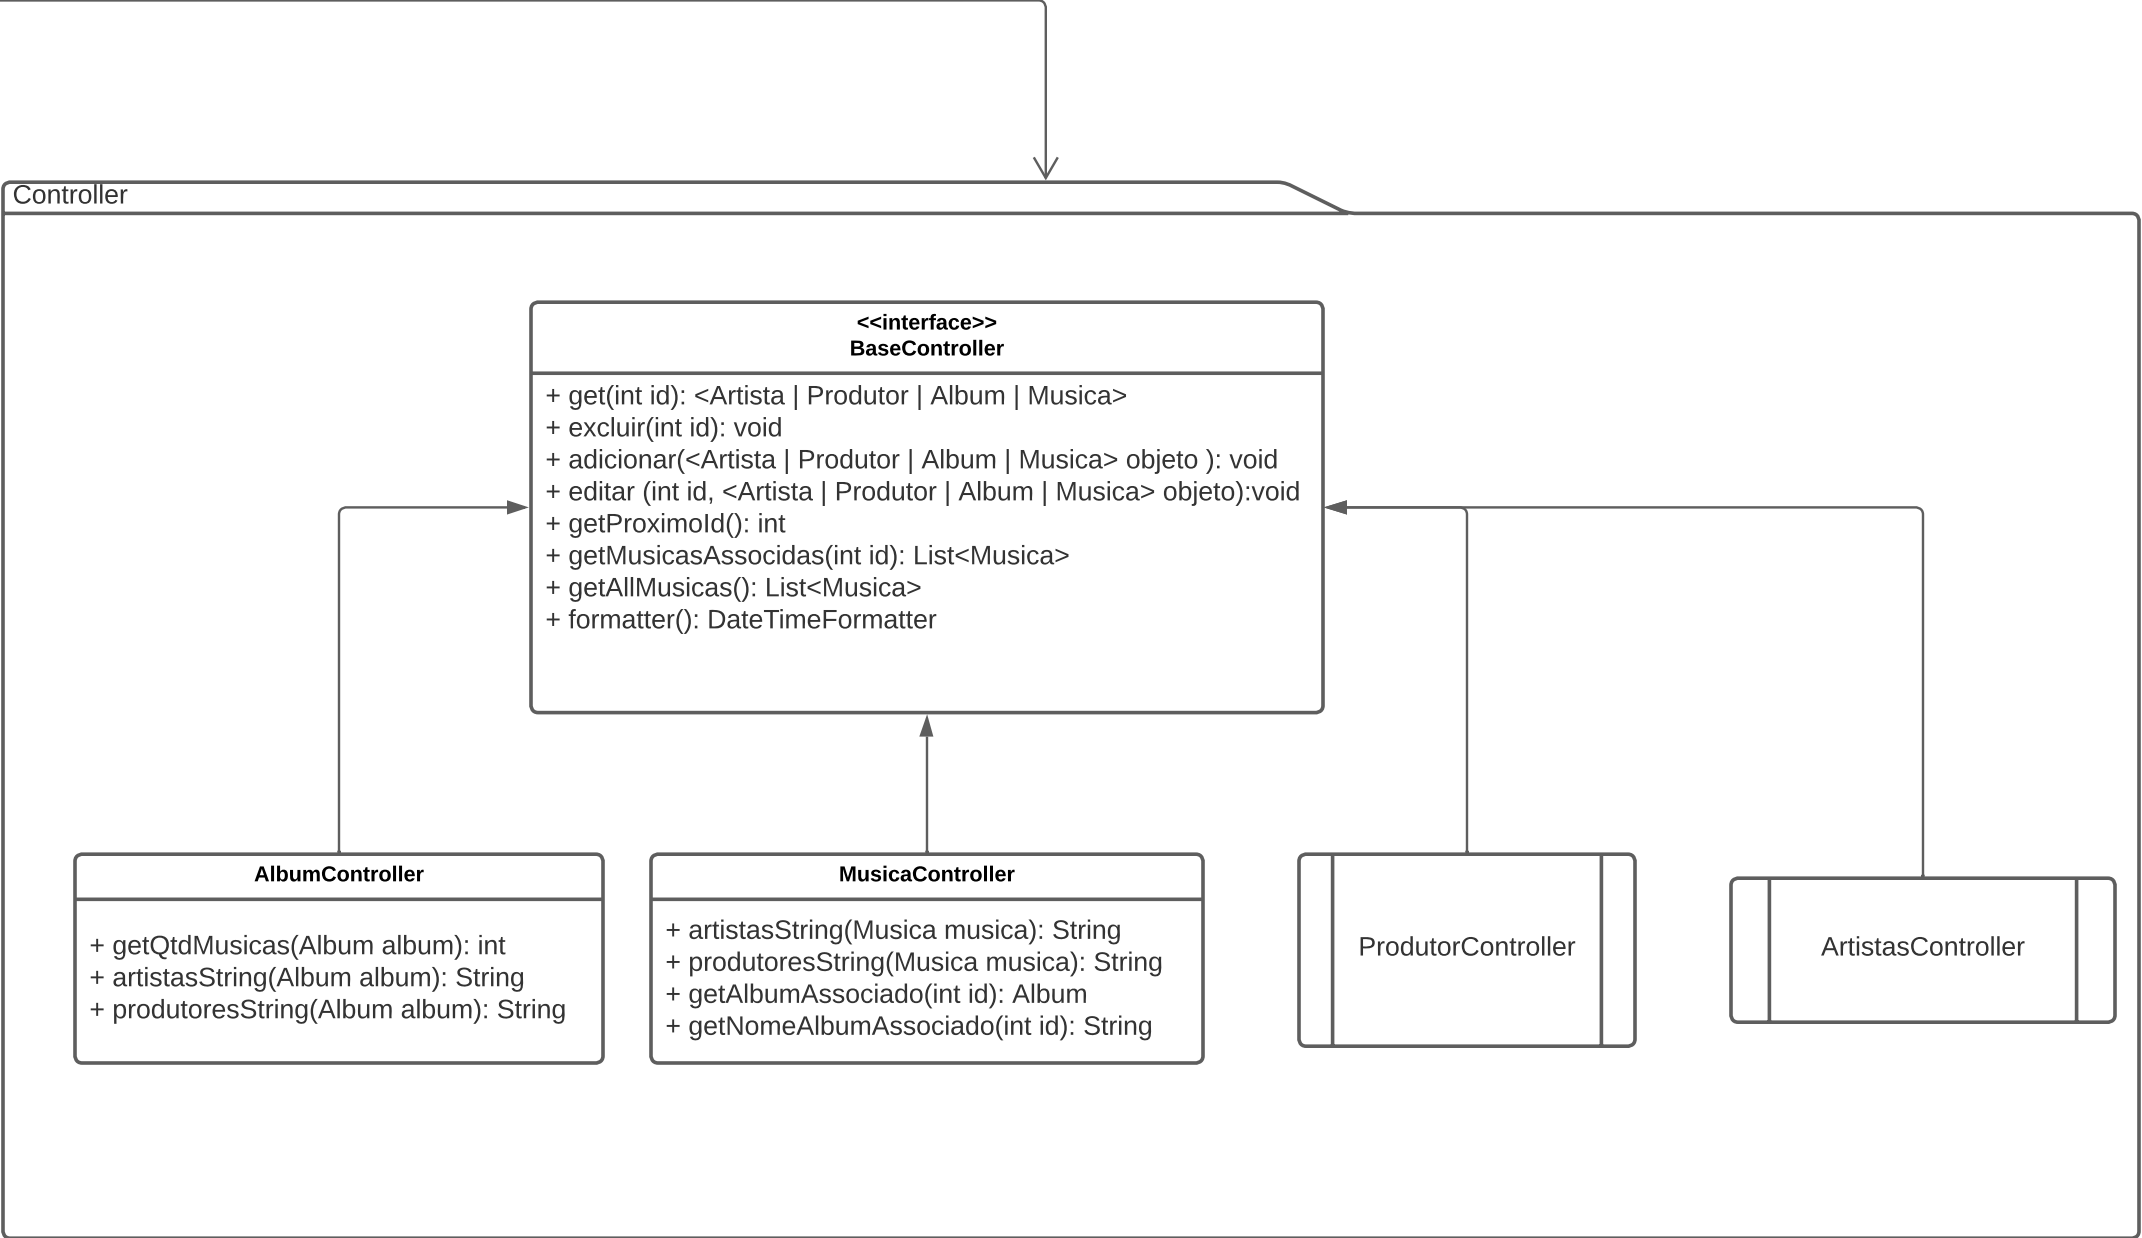 Controller
<<interface>>
BaseController
+ get(int id): <Artista | Produtor | Album | Musica>
+ excluir(int id): void
+ adicionar(<Artista | Produtor | Album | Musica> objeto ): void
+ editar (int id, <Artista | Produtor | Album | Musica> objeto):void
+ getProximoId(): int
+ getMusicasAssocidas(int id): List<Musica>
+ getAllMusicas(): List<Musica>
+ formatter(): DateTimeFormatter
AlbumController
+ getQtdMusicas(Album album): int
+ artistasString(Album album): String
+ produtoresString(Album album): String
MusicaController
+ artistasString(Musica musica): String
+ produtoresString(Musica musica): String
+ getAlbumAssociado(int id): Album
+ getNomeAlbumAssociado(int id): String
ProdutorController
ArtistasController